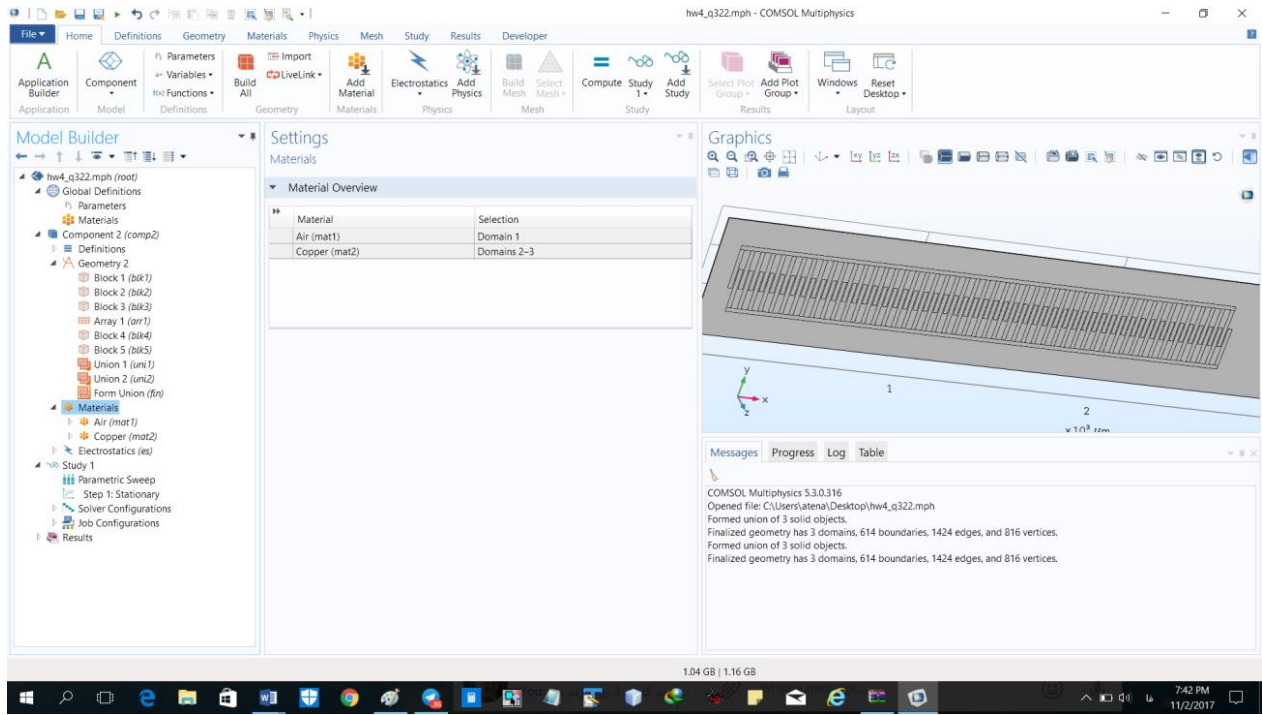 hw4_q322.mph - COMSOL Multiphysics
File Home Definitions Geometry Materials Physics Mesh Study Results Developer
Application Builder
Component
Parameters
Variables
f(x) Functions
Build All
Import
LiveLink
Add Material
Electrostatics
Add Physics
Build Mesh
Select Mesh
Compute
Study 1
Add Study
Select Plot Group
Add Plot Group
Windows
Reset Desktop
Application Model Definitions Geometry Materials Physics Mesh Study Results Layout
Model Builder
hw4_q322.mph (root)
Global Definitions
Pi Parameters
Materials
Component 2 (comp2)
Definitions
Geometry 2
Block 1 (blk1)
Block 2 (blk2)
Block 3 (blk3)
Array 1 (arr1)
Block 4 (blk4)
Block 5 (blk5)
Union 1 (uni1)
Union 2 (uni2)
Form Union (fin)
Materials
Air (mat1)
Copper (mat2)
Electrostatics (es)
Study 1
Parametric Sweep
Step 1: Stationary
Solver Configurations
Job Configurations
Results
Settings
Materials
Material Overview
Material Selection
Air (mat1) Domain 1
Copper (mat2) Domains 2–3
Graphics
y
x
z
1
2
×10³
Messages Progress Log Table
COMSOL Multiphysics 5.3.0.316
Opened file: C:\Users\atena\Desktop\hw4_q322.mph
Formed union of 3 solid objects.
Finalized geometry has 3 domains, 614 boundaries, 1424 edges, and 816 vertices.
Formed union of 3 solid objects.
Finalized geometry has 3 domains, 614 boundaries, 1424 edges, and 816 vertices.
1.04 GB | 1.16 GB
7:42 PM
11/2/2017